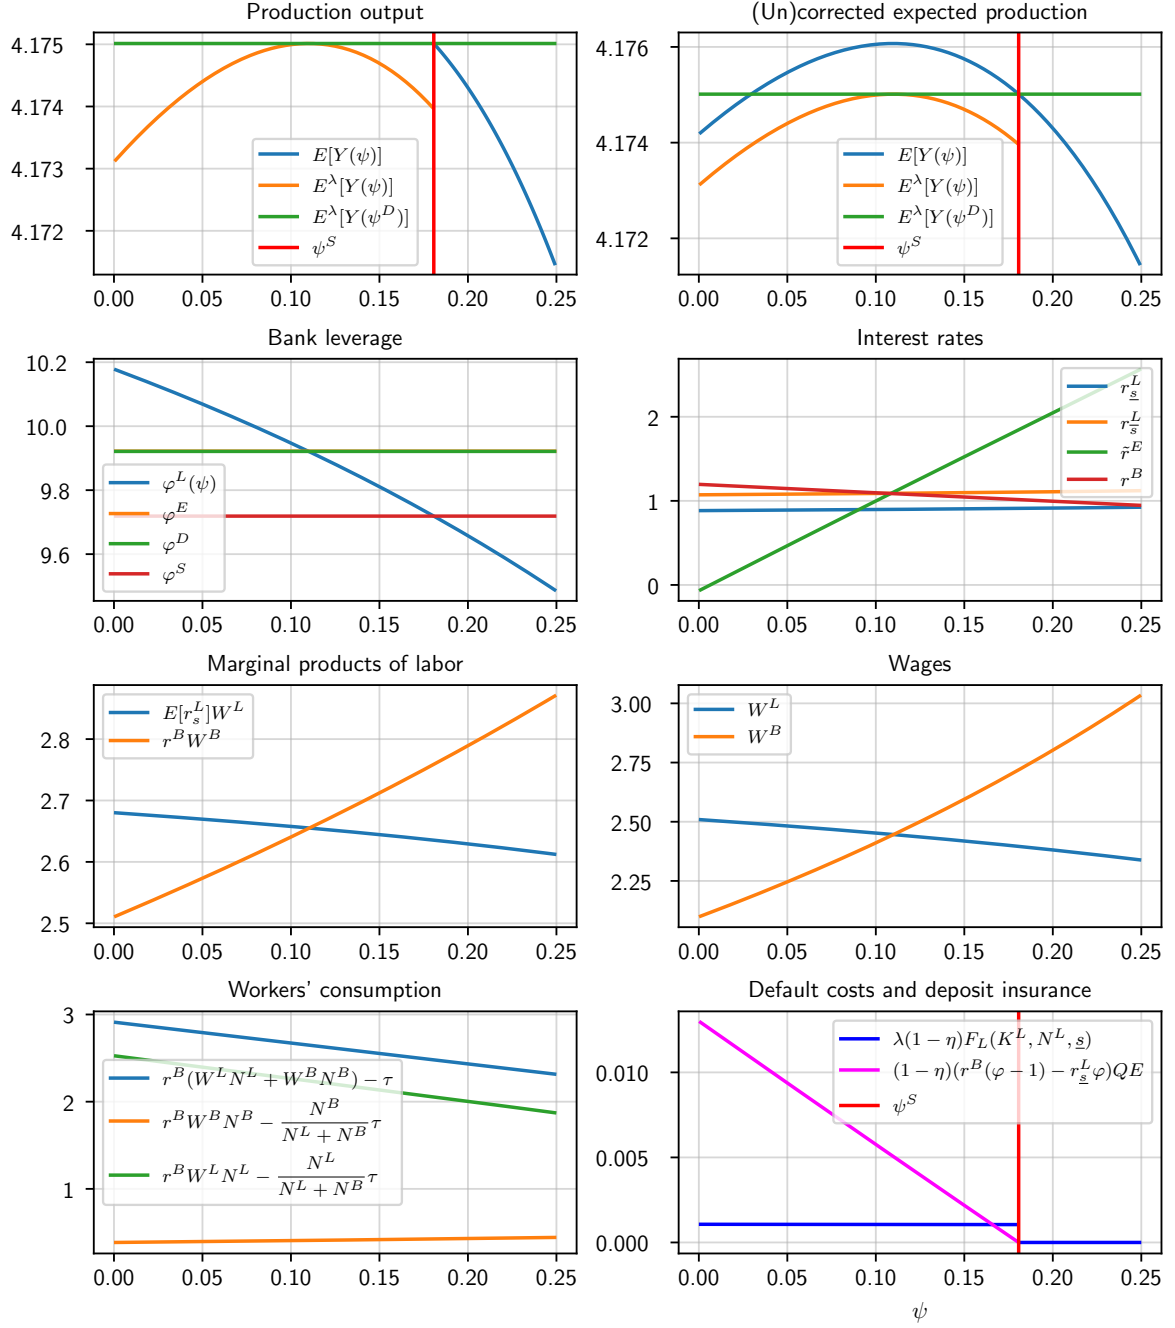 Production output
4.175
4.174
4.173
4.172
E[Y(ψ)]
E^λ[Y(ψ)]
E^λ[Y(ψ^D)]
ψ^S
0.00 0.05 0.10 0.15 0.20 0.25
(Un)corrected expected production
4.176
4.174
4.172
E[Y(ψ)]
E^λ[Y(ψ)]
E^λ[Y(ψ^D)]
ψ^S
0.00 0.05 0.10 0.15 0.20 0.25
Bank leverage
10.2
10.0
9.8
9.6
φ^L(ψ)
φ^E
φ^D
φ^S
0.00 0.05 0.10 0.15 0.20 0.25
Interest rates
2
1
0
r^L_s̲
r^L_s̅
r̃^E
r^B
0.00 0.05 0.10 0.15 0.20 0.25
Marginal products of labor
2.8
2.7
2.6
2.5
E[r^L_s]W^L
r^B W^B
0.00 0.05 0.10 0.15 0.20 0.25
Wages
3.00
2.75
2.50
2.25
W^L
W^B
0.00 0.05 0.10 0.15 0.20 0.25
Workers' consumption
3
2
1
r^B(W^L N^L + W^B N^B) − τ
r^B W^B N^B − N^B/(N^L + N^B) τ
r^B W^L N^L − N^L/(N^L + N^B) τ
0.00 0.05 0.10 0.15 0.20 0.25
Default costs and deposit insurance
0.010
0.005
0.000
λ(1 − η)F_L(K^L, N^L, s̲)
(1 − η)(r^B(φ − 1) − r^L_s̲ φ)QE
ψ^S
0.00 0.05 0.10 0.15 0.20 0.25
ψ